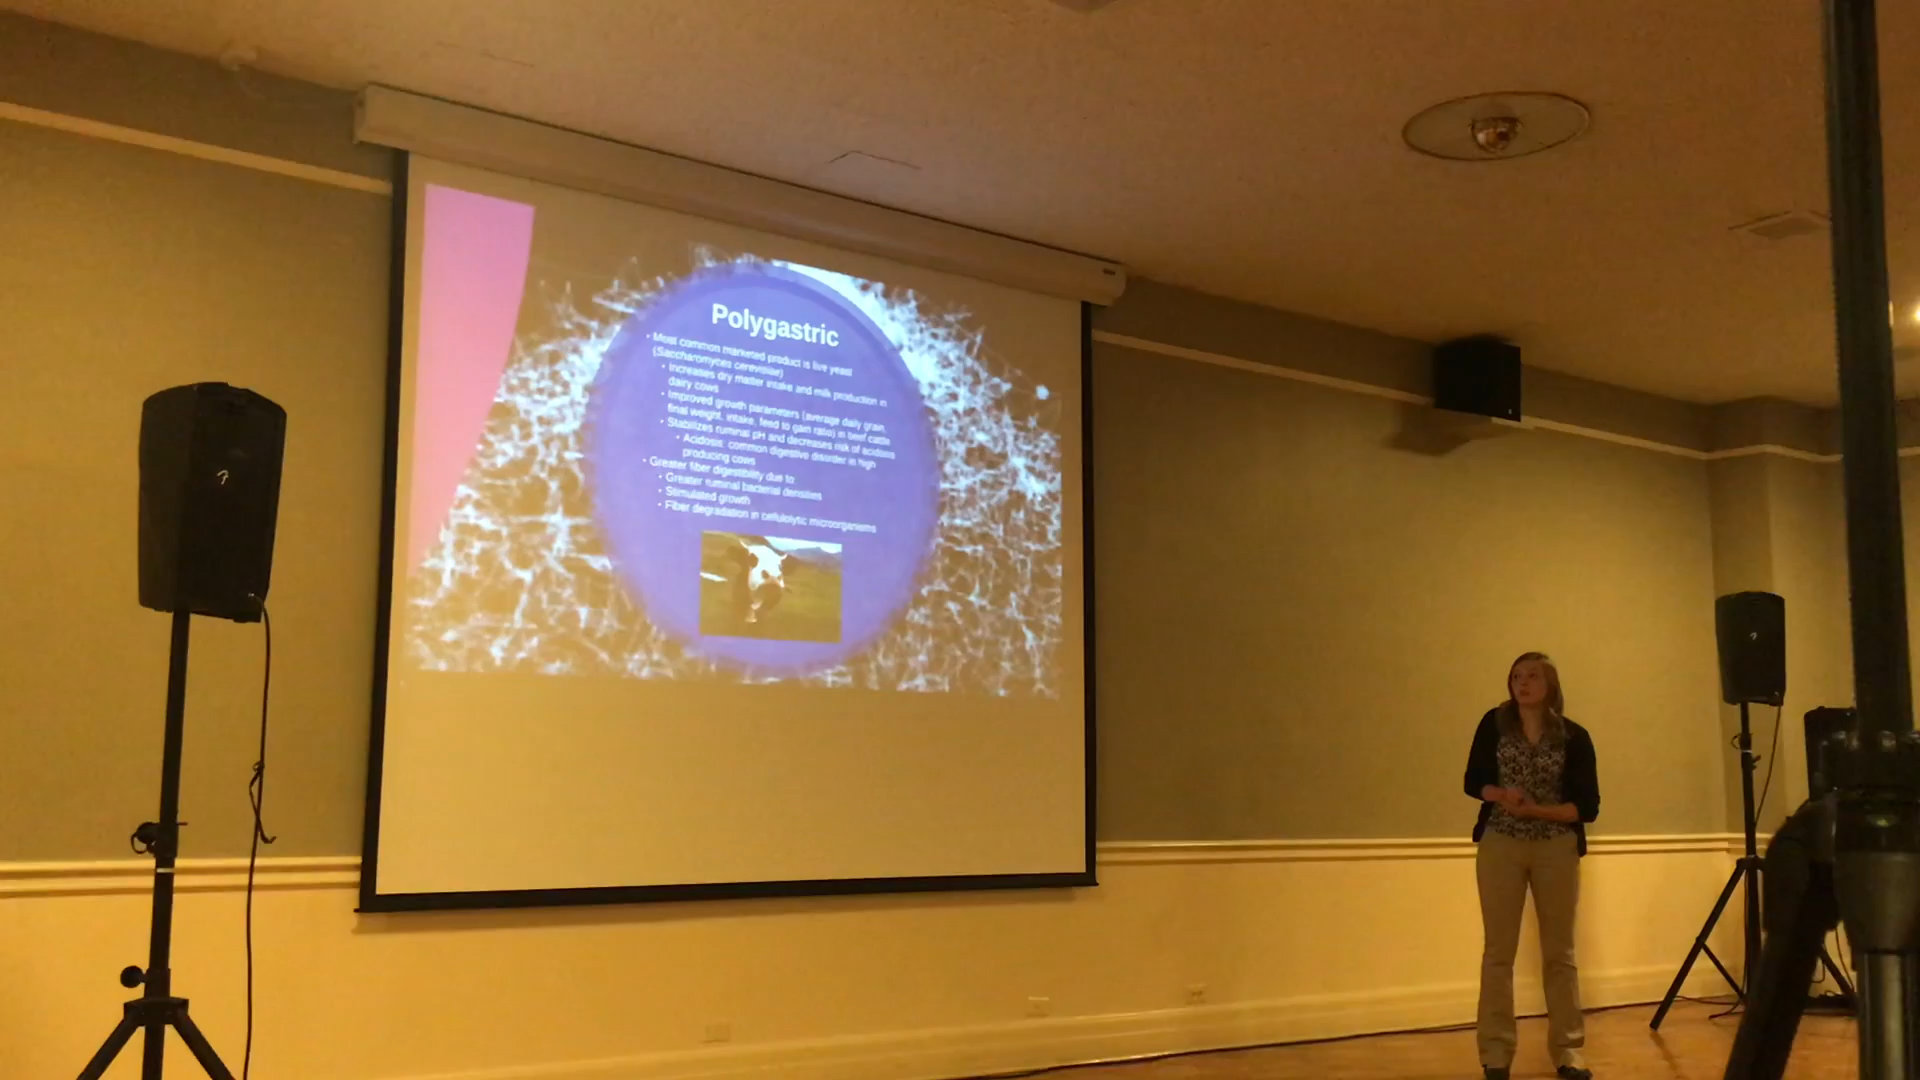 Polygastric
• Most common marketed product is live yeast
(Saccharomyces cerevisiae)
• Increases dry matter intake and milk production in
dairy cows
• Improved growth parameters (average daily grain,
final weight, intake, feed to gain ratio) in beef cattle
• Stabilizes ruminal pH and decreases risk of acidosis
• Acidosis: common digestive disorder in high
producing cows
• Greater fiber digestibility due to:
• Greater ruminal bacterial densities
• Stimulated growth
• Fiber degradation in cellulolytic microorganisms